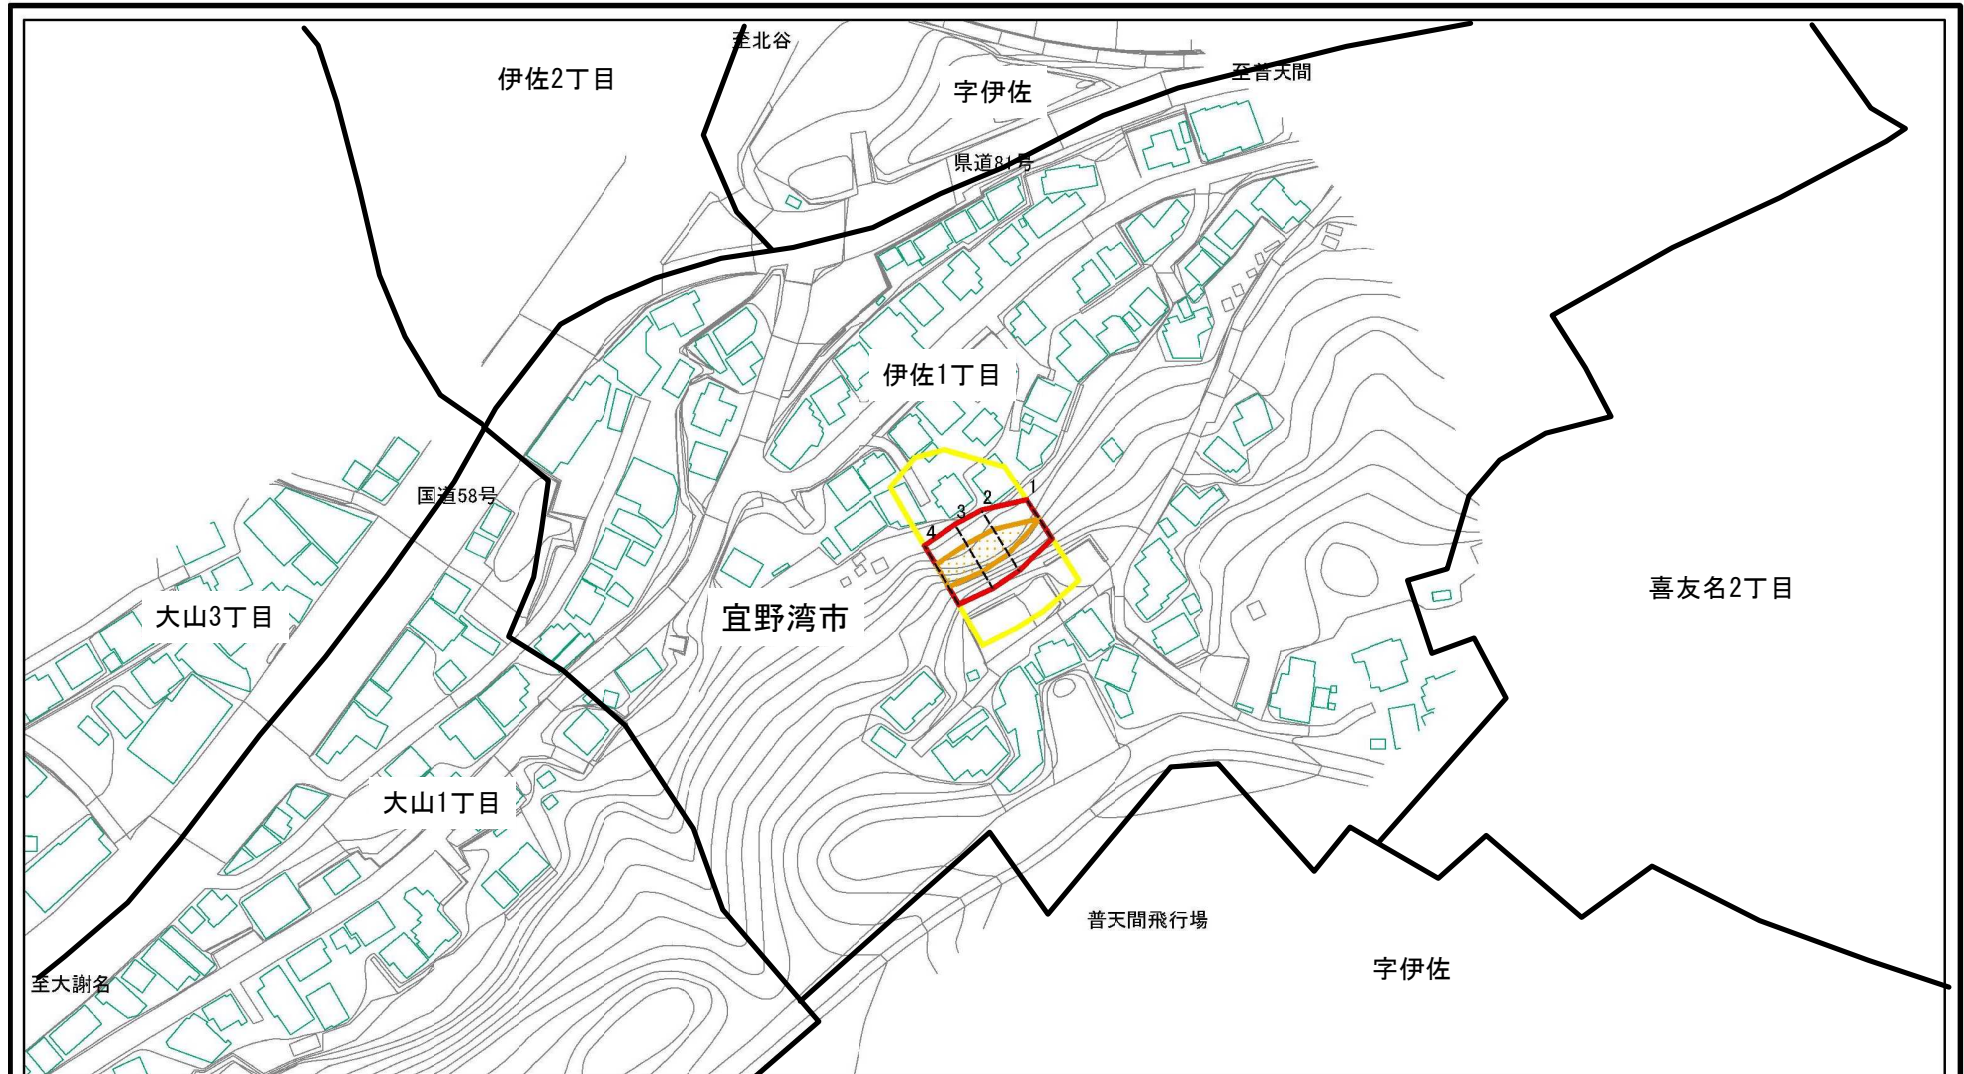 至北谷
伊佐2丁目
至普天間
字伊佐
県道81号
伊佐1丁目
国道58号
1
2
3
4
喜友名2丁目
大山3丁目
宜野湾市
大山1丁目
普天間飛行場
字伊佐
至大謝名